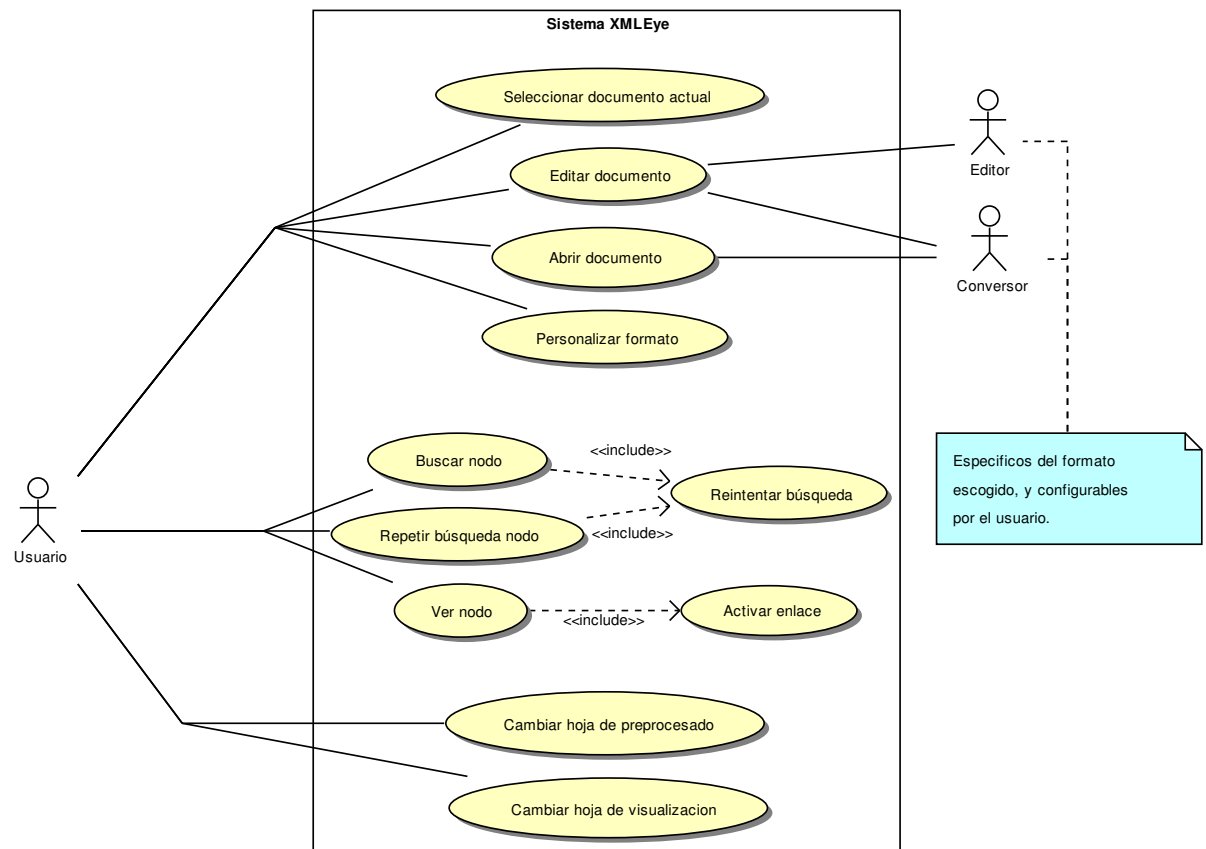 Sistema XMLEye
Seleccionar documento actual
Editar documento
Editor
Abrir documento
Conversor
Personalizar formato
Buscar nodo
<<include>>
Reintentar búsqueda
Repetir búsqueda nodo
<<include>>
Especificos del formato
escogido, y configurables
por el usuario.
Usuario
Ver nodo
<<include>>
Activar enlace
Cambiar hoja de preprocesado
Cambiar hoja de visualizacion